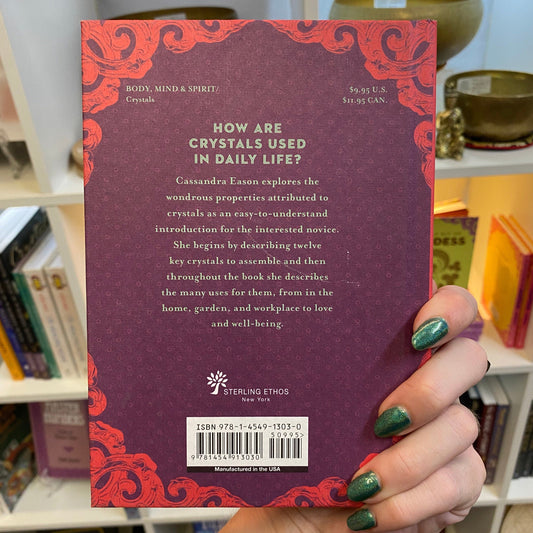 BODY, MIND & SPIRIT/
Crystals
$9.95 U.S.
$11.95 CAN.
HOW ARE
CRYSTALS USED
IN DAILY LIFE?
Cassandra Eason explores the
wondrous properties attributed to
crystals as an easy-to-understand
introduction for the interested novice.
She begins by describing twelve
key crystals to assemble and then
throughout the book she describes
the many uses for them, from in the
home, garden, and workplace to love
and well-being.
STERLING ETHOS
New York
ISBN 978-1-4549-1303-0
50995
9 781454 913030
Manufactured in the USA
DESS